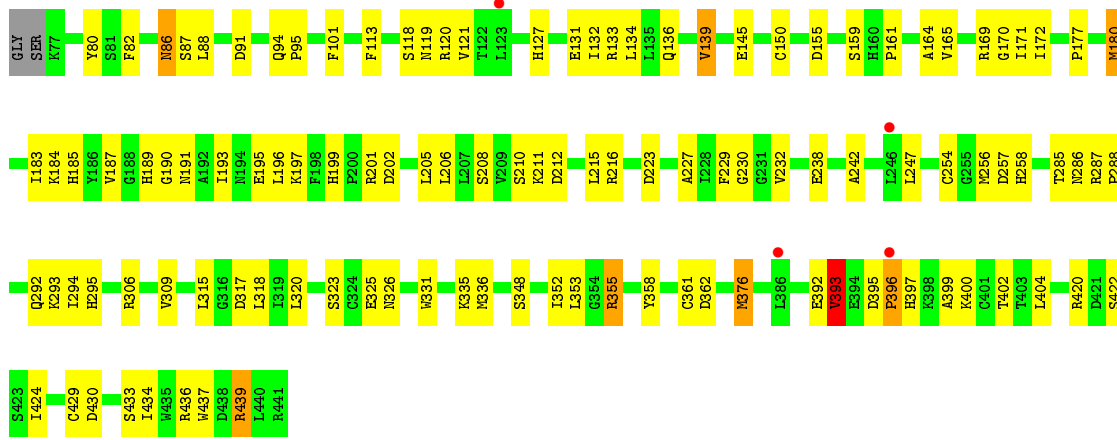 GLY SER K77 Y80 S81 F82 N86 S87 L88 D91 Q94 P95 F101 F113 S118 N119 R120 V121 T122 L123 H127 E131 I132 R133 L134 L135 Q136 V139 E145 C150 D155 S159 H160 P161 A164 V165 R169 G170 I171 I172 P177 M180
I183 K184 H185 Y186 V187 G188 H189 G190 N191 A192 I193 N194 E195 L196 K197 F198 H199 P200 R201 D202 L205 L206 L207 S208 V209 S210 K211 D212 L215 R216 D223 A227 I228 F229 G230 G231 V232 E238 A242 L246 L247 C254 G255 M256 D257 H258 T285 N286 R287 P288
Q292 K293 I294 H295 R306 V309 L315 G316 D317 L318 I319 L320 S323 C324 E325 N326 W331 K335 M336 S348 I352 L353 G354 R355 Y358 C361 D362 M376 L386 E392 V393 E394 D395 P396 H397 K398 A399 K400 C401 T402 T403 L404 R420 D421 S422
S423 I424 C429 D430 S433 I434 W435 R436 W437 D438 R439 L440 R441